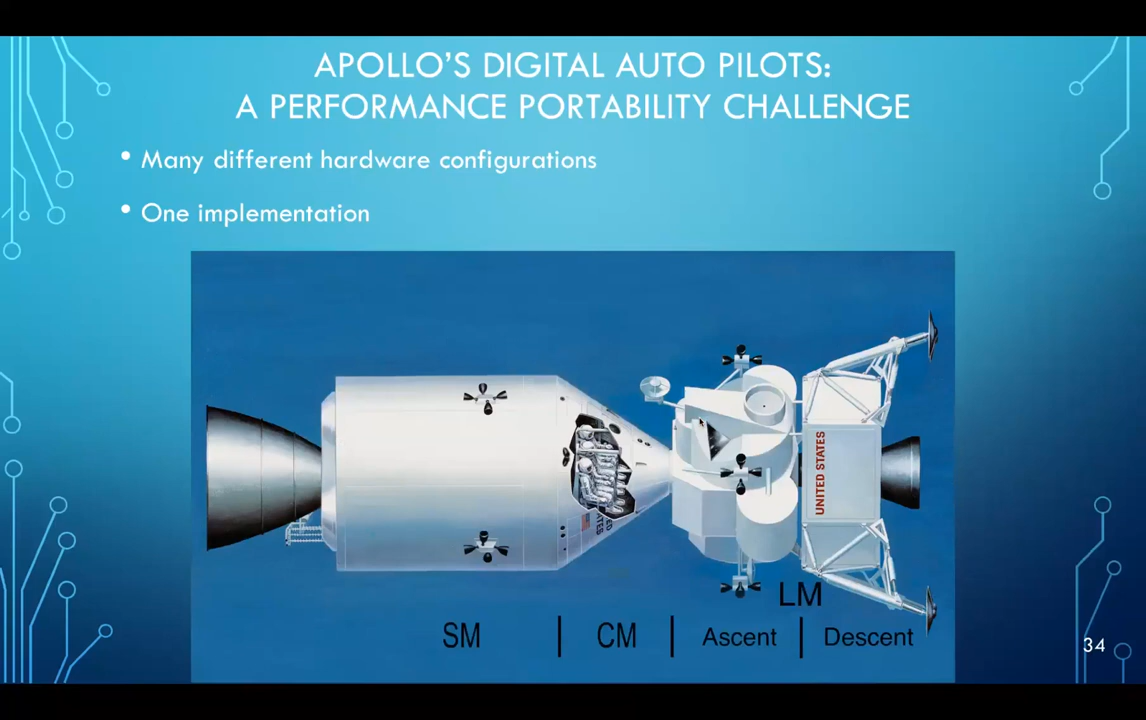 APOLLO'S DIGITAL AUTO PILOTS:
A PERFORMANCE PORTABILITY CHALLENGE
• Many different hardware configurations
• One implementation
UNITED STATES
LM
SM | CM | Ascent | Descent
34